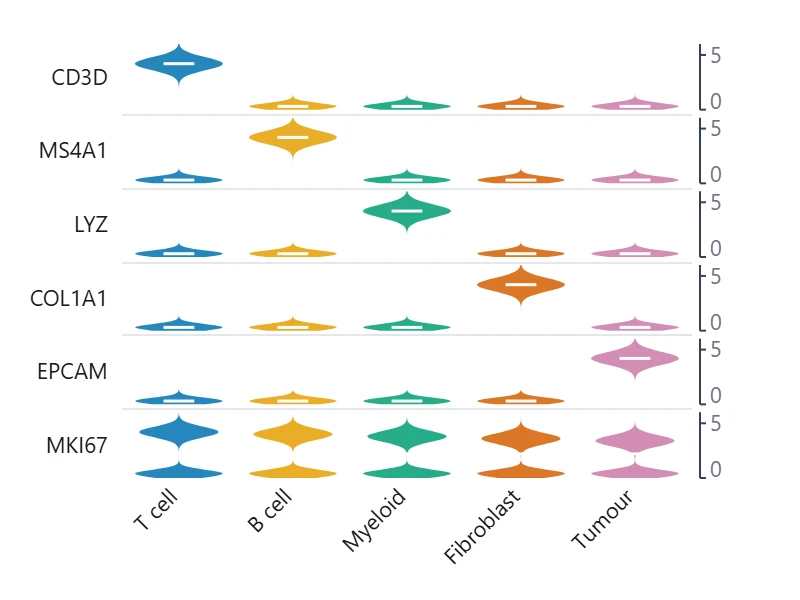 CD3D
5
0
MS4A1
5
0
LYZ
5
0
COL1A1
5
0
EPCAM
5
0
MKI67
5
0
T cell
B cell
Myeloid
Fibroblast
Tumour